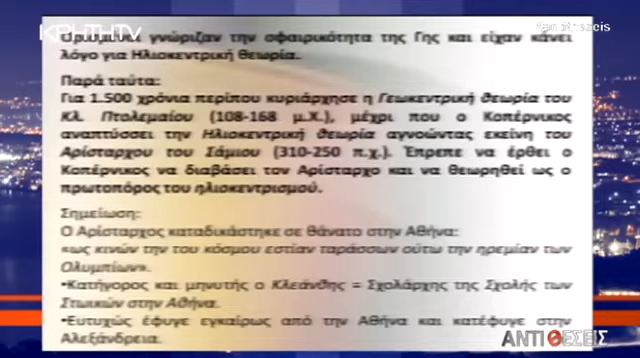 ΚΡΗΤΗTV
γνώριζαν την σφαιρικότητα της Γης και είχαν κάνει
λόγο για Ηλιοκεντρική θεωρία.
Παρά ταύτα:
Για 1.500 χρόνια περίπου κυριάρχησε η Γεωκεντρική θεωρία του
Κλ. Πτολεμαίου (108-168 μ.Χ.), μέχρι που ο Κοπέρνικος
αναπτύσσει την Ηλιοκεντρική θεωρία αγνοώντας εκείνη του
Αρίσταρχου του Σάμιου (310-250 π.χ.). Έπρεπε να έρθει ο
Κοπέρνικος να διαβάσει τον Αρίσταρχο και να θεωρηθεί ως ο
πρωτοπόρος του ηλιοκεντρισμού.
Σημείωση:
Ο Αρίσταρχος καταδικάστηκε σε θάνατο στην Αθήνα:
«ως κινών την του κόσμου εστίαν ταράσσων ούτω την ηρεμίαν των
Ολυμπίων».
•Κατήγορος και μηνυτής ο Κλεάνθης = Σχολάρχης της Σχολής των
Στωικών στην Αθήνα.
•Ευτυχώς έφυγε εγκαίρως από την Αθήνα και κατέφυγε στην
Αλεξάνδρεια.
ΑΝΤΙΘΕΣΕΙΣ